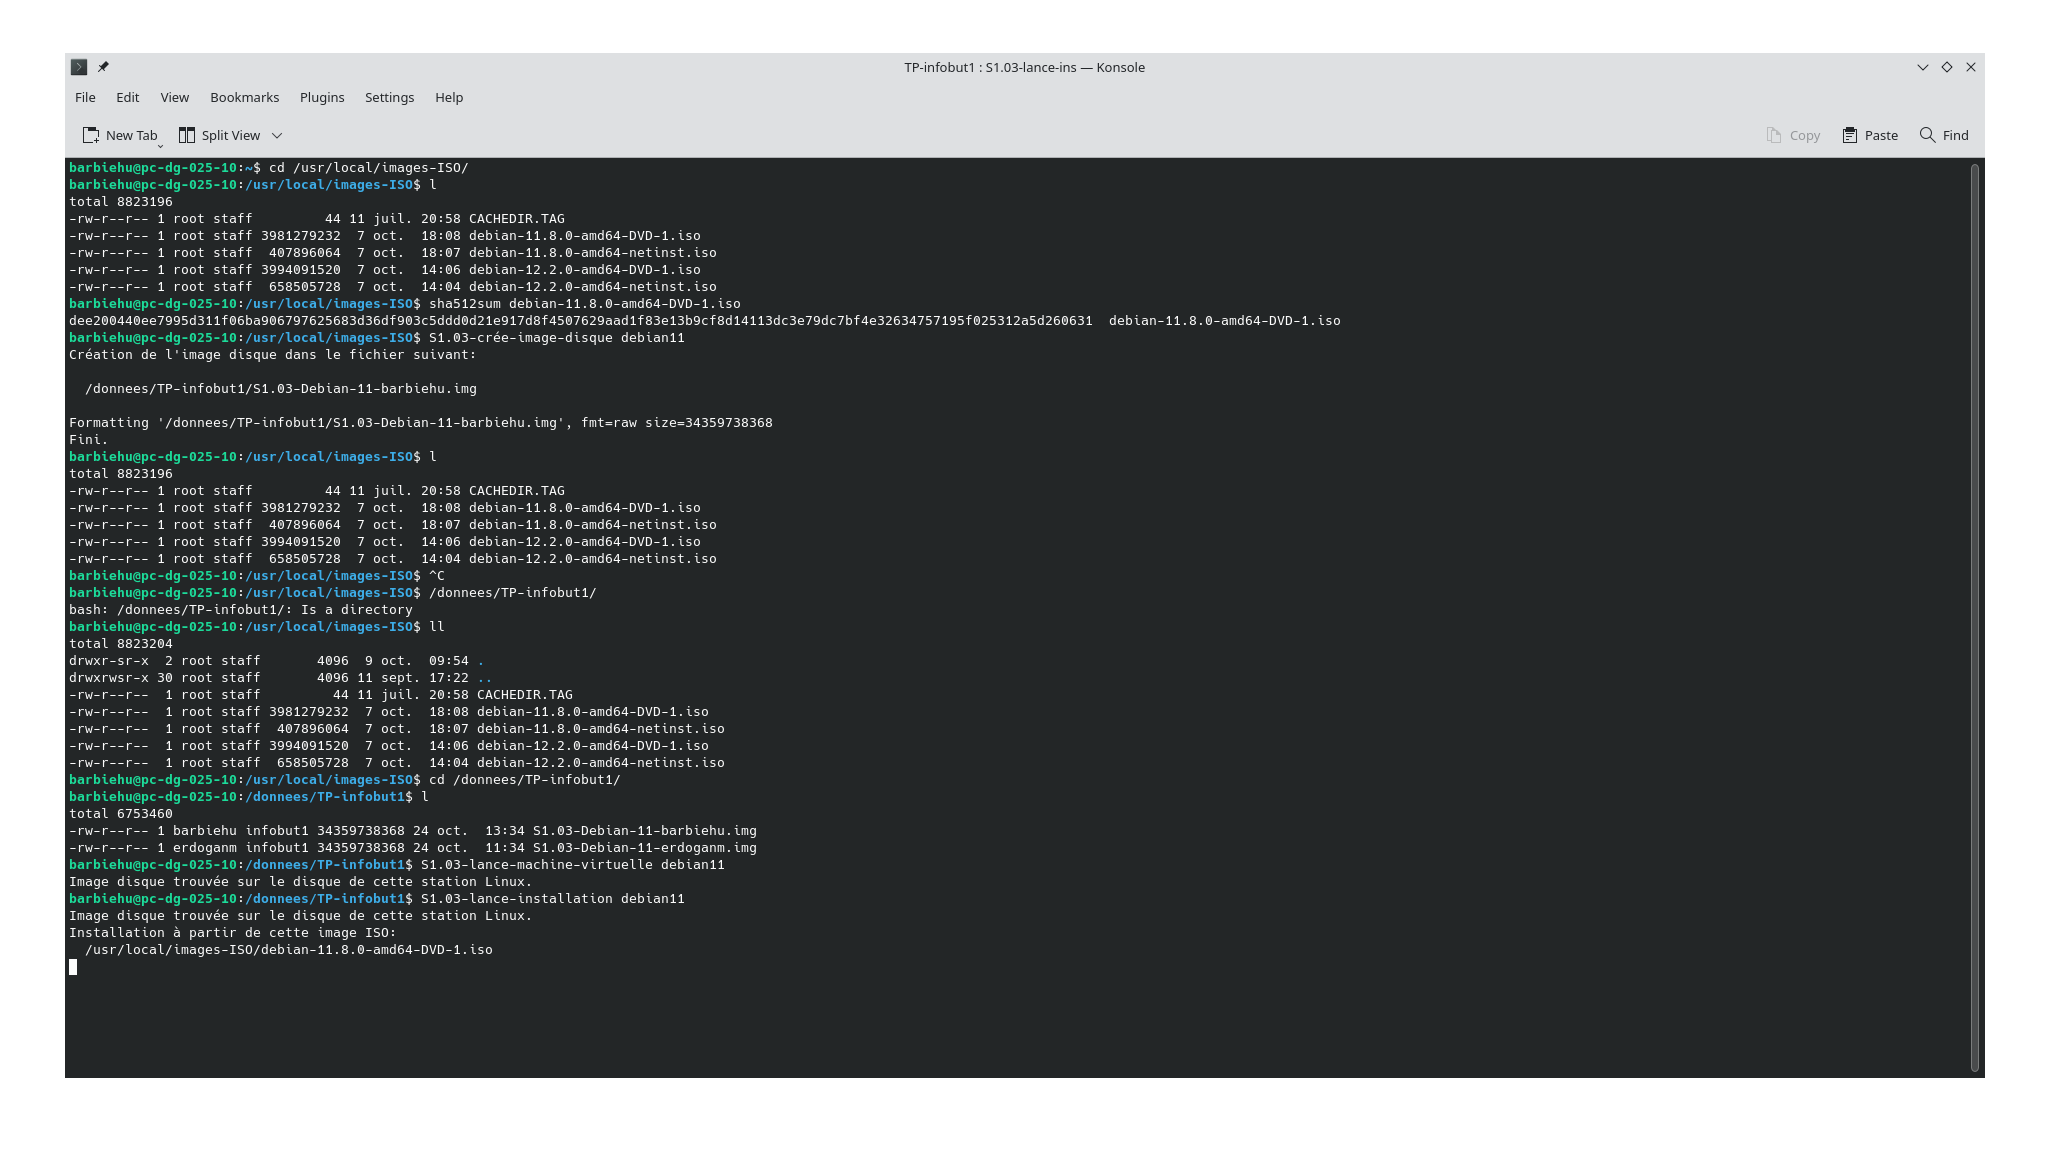 TP-infobut1 : S1.03-lance-ins — Konsole
File Edit View Bookmarks Plugins Settings Help
New Tab Split View Copy Paste Find
barbiehu@pc-dg-025-10:~$ cd /usr/local/images-ISO/
barbiehu@pc-dg-025-10:/usr/local/images-ISO$ l
total 8823196
-rw-r--r-- 1 root staff         44 11 juil. 20:58 CACHEDIR.TAG
-rw-r--r-- 1 root staff 3981279232  7 oct.  18:08 debian-11.8.0-amd64-DVD-1.iso
-rw-r--r-- 1 root staff  407896064  7 oct.  18:07 debian-11.8.0-amd64-netinst.iso
-rw-r--r-- 1 root staff 3994091520  7 oct.  14:06 debian-12.2.0-amd64-DVD-1.iso
-rw-r--r-- 1 root staff  658505728  7 oct.  14:04 debian-12.2.0-amd64-netinst.iso
barbiehu@pc-dg-025-10:/usr/local/images-ISO$ sha512sum debian-11.8.0-amd64-DVD-1.iso
dee200440ee7995d311f06ba906797625683d36df903c5ddd0d21e917d8f4507629aad1f83e13b9cf8d14113dc3e79dc7bf4e32634757195f025312a5d260631  debian-11.8.0-amd64-DVD-1.iso
barbiehu@pc-dg-025-10:/usr/local/images-ISO$ S1.03-crée-image-disque debian11
Création de l'image disque dans le fichier suivant:
  /donnees/TP-infobut1/S1.03-Debian-11-barbiehu.img
Formatting '/donnees/TP-infobut1/S1.03-Debian-11-barbiehu.img', fmt=raw size=34359738368
Fini.
barbiehu@pc-dg-025-10:/usr/local/images-ISO$ l
total 8823196
-rw-r--r-- 1 root staff         44 11 juil. 20:58 CACHEDIR.TAG
-rw-r--r-- 1 root staff 3981279232  7 oct.  18:08 debian-11.8.0-amd64-DVD-1.iso
-rw-r--r-- 1 root staff  407896064  7 oct.  18:07 debian-11.8.0-amd64-netinst.iso
-rw-r--r-- 1 root staff 3994091520  7 oct.  14:06 debian-12.2.0-amd64-DVD-1.iso
-rw-r--r-- 1 root staff  658505728  7 oct.  14:04 debian-12.2.0-amd64-netinst.iso
barbiehu@pc-dg-025-10:/usr/local/images-ISO$ ^C
barbiehu@pc-dg-025-10:/usr/local/images-ISO$ /donnees/TP-infobut1/
bash: /donnees/TP-infobut1/: Is a directory
barbiehu@pc-dg-025-10:/usr/local/images-ISO$ ll
total 8823204
drwxr-sr-x  2 root staff       4096  9 oct.  09:54 .
drwxrwsr-x 30 root staff       4096 11 sept. 17:22 ..
-rw-r--r--  1 root staff         44 11 juil. 20:58 CACHEDIR.TAG
-rw-r--r--  1 root staff 3981279232  7 oct.  18:08 debian-11.8.0-amd64-DVD-1.iso
-rw-r--r--  1 root staff  407896064  7 oct.  18:07 debian-11.8.0-amd64-netinst.iso
-rw-r--r--  1 root staff 3994091520  7 oct.  14:06 debian-12.2.0-amd64-DVD-1.iso
-rw-r--r--  1 root staff  658505728  7 oct.  14:04 debian-12.2.0-amd64-netinst.iso
barbiehu@pc-dg-025-10:/usr/local/images-ISO$ cd /donnees/TP-infobut1/
barbiehu@pc-dg-025-10:/donnees/TP-infobut1$ l
total 6753460
-rw-r--r-- 1 barbiehu infobut1 34359738368 24 oct.  13:34 S1.03-Debian-11-barbiehu.img
-rw-r--r-- 1 erdoganm infobut1 34359738368 24 oct.  11:34 S1.03-Debian-11-erdoganm.img
barbiehu@pc-dg-025-10:/donnees/TP-infobut1$ S1.03-lance-machine-virtuelle debian11
Image disque trouvée sur le disque de cette station Linux.
barbiehu@pc-dg-025-10:/donnees/TP-infobut1$ S1.03-lance-installation debian11
Image disque trouvée sur le disque de cette station Linux.
Installation à partir de cette image ISO:
  /usr/local/images-ISO/debian-11.8.0-amd64-DVD-1.iso